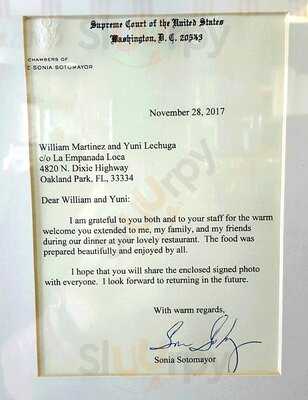 Supreme Court of the United States
Washington, D. C. 20543
CHAMBERS OF
E SONIA SOTOMAYOR
November 28, 2017
William Martinez and Yuni Lechuga
c/o La Empanada Loca
4820 N. Dixie Highway
Oakland Park, FL, 33334
Dear William and Yuni:
I am grateful to you both and to your staff for the warm
welcome you extended to me, my family, and my friends
during our dinner at your lovely restaurant. The food was
prepared beautifully and enjoyed by all.
I hope that you will share the enclosed signed photo
with everyone. I look forward to returning in the future.
With warm regards,
Sonia Sotomayor
Slurpy